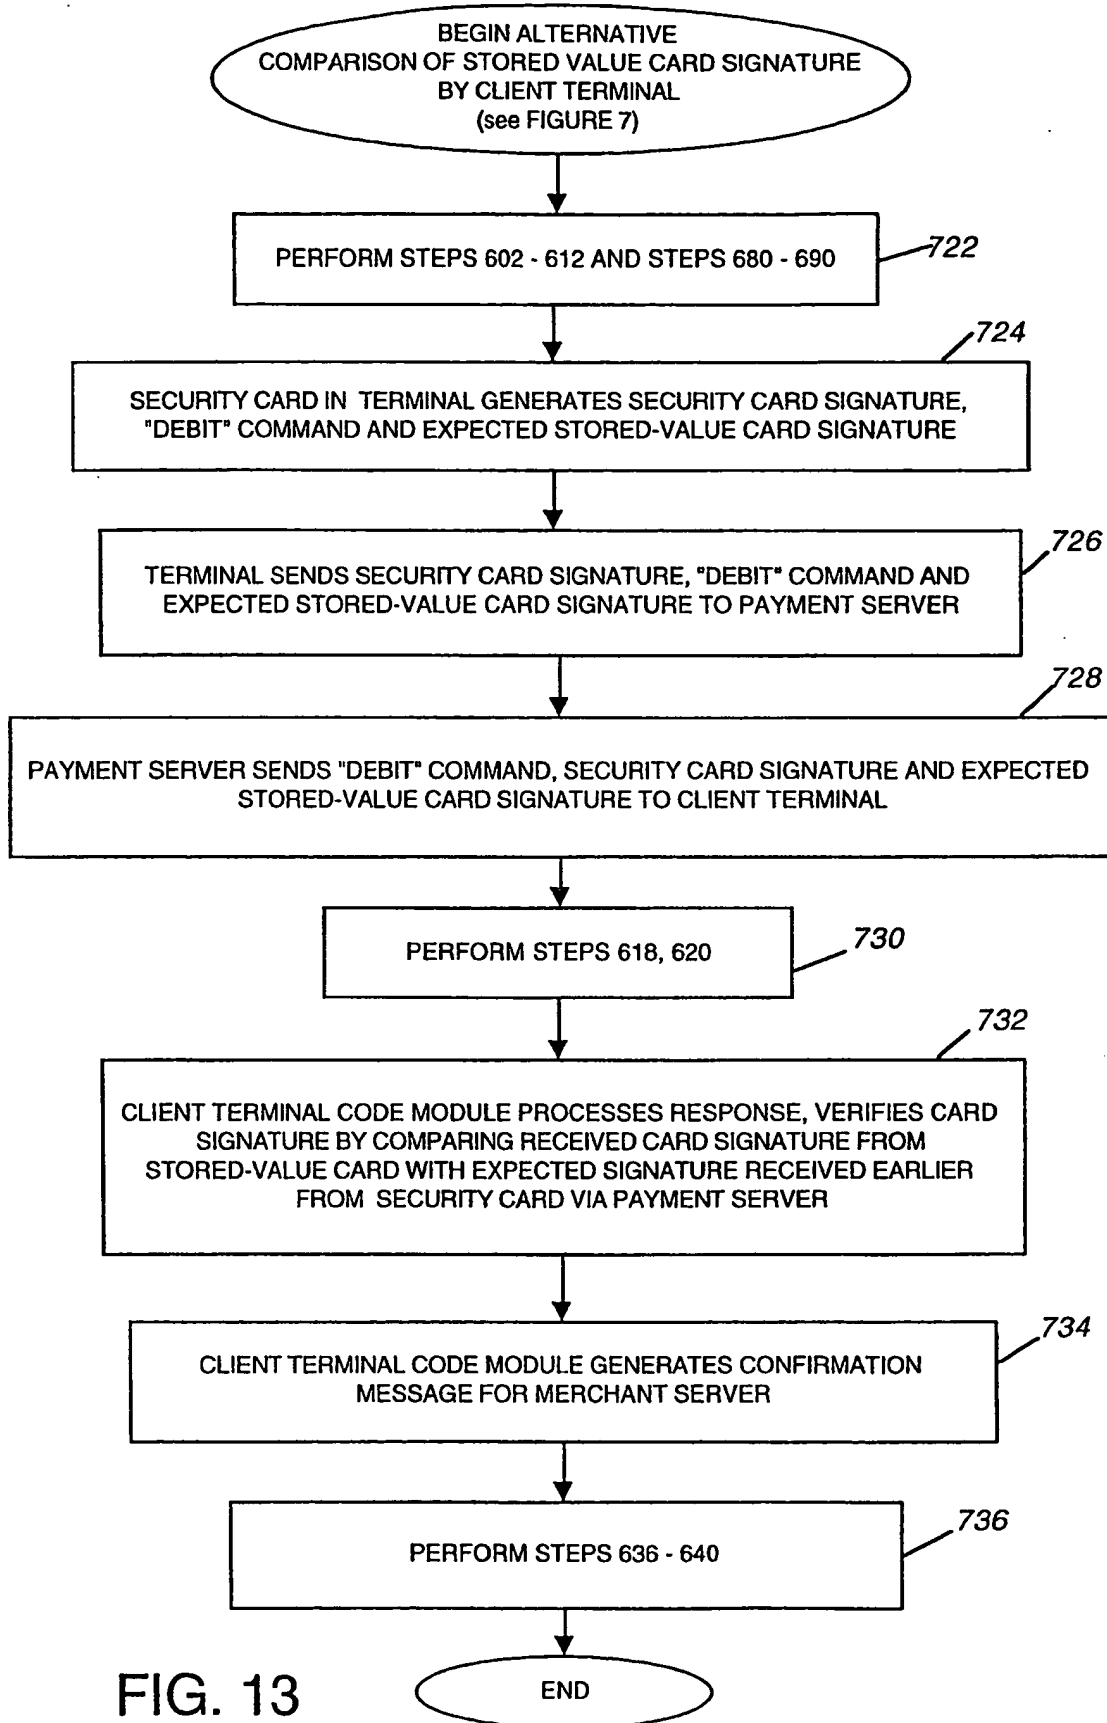 BEGIN ALTERNATIVE
COMPARISON OF STORED VALUE CARD SIGNATURE
BY CLIENT TERMINAL
(see FIGURE 7)
PERFORM STEPS 602 - 612 AND STEPS 680 - 690
722
724
SECURITY CARD IN TERMINAL GENERATES SECURITY CARD SIGNATURE,
"DEBIT" COMMAND AND EXPECTED STORED-VALUE CARD SIGNATURE
726
TERMINAL SENDS SECURITY CARD SIGNATURE, "DEBIT" COMMAND AND
EXPECTED STORED-VALUE CARD SIGNATURE TO PAYMENT SERVER
728
PAYMENT SERVER SENDS "DEBIT" COMMAND, SECURITY CARD SIGNATURE AND EXPECTED
STORED-VALUE CARD SIGNATURE TO CLIENT TERMINAL
PERFORM STEPS 618, 620
730
732
CLIENT TERMINAL CODE MODULE PROCESSES RESPONSE, VERIFIES CARD
SIGNATURE BY COMPARING RECEIVED CARD SIGNATURE FROM
STORED-VALUE CARD WITH EXPECTED SIGNATURE RECEIVED EARLIER
FROM SECURITY CARD VIA PAYMENT SERVER
734
CLIENT TERMINAL CODE MODULE GENERATES CONFIRMATION
MESSAGE FOR MERCHANT SERVER
736
PERFORM STEPS 636 - 640
END
FIG. 13